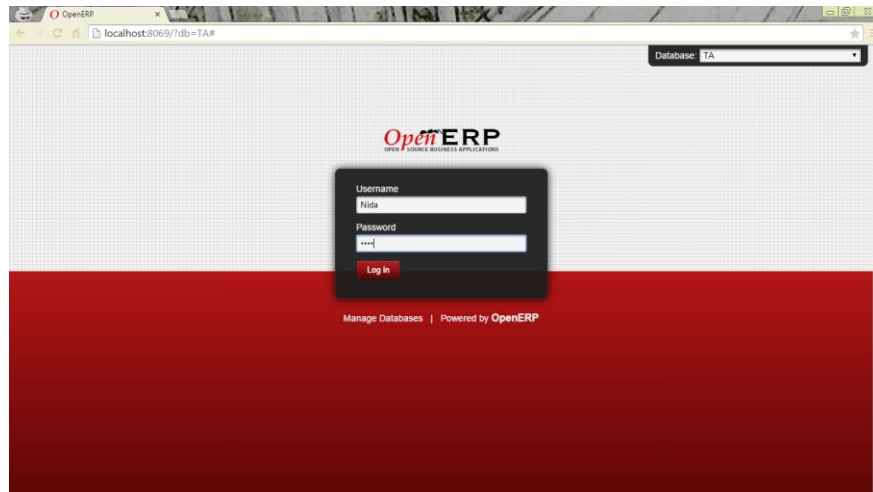 OpenERP
localhost:8069/?db=TA#
Database: TA
OpenERP
OPEN SOURCE BUSINESS APPLICATIONS
Username
Nida
Password
••••
Log in
Manage Databases | Powered by OpenERP